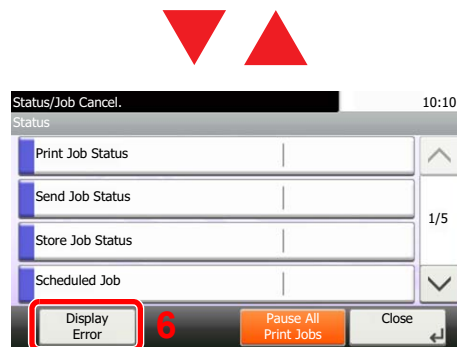 Status/Job Cancel.
10:10
Status
Print Job Status
Send Job Status
1/5
Store Job Status
Scheduled Job
Display
Error
6
Pause All
Print Jobs
Close